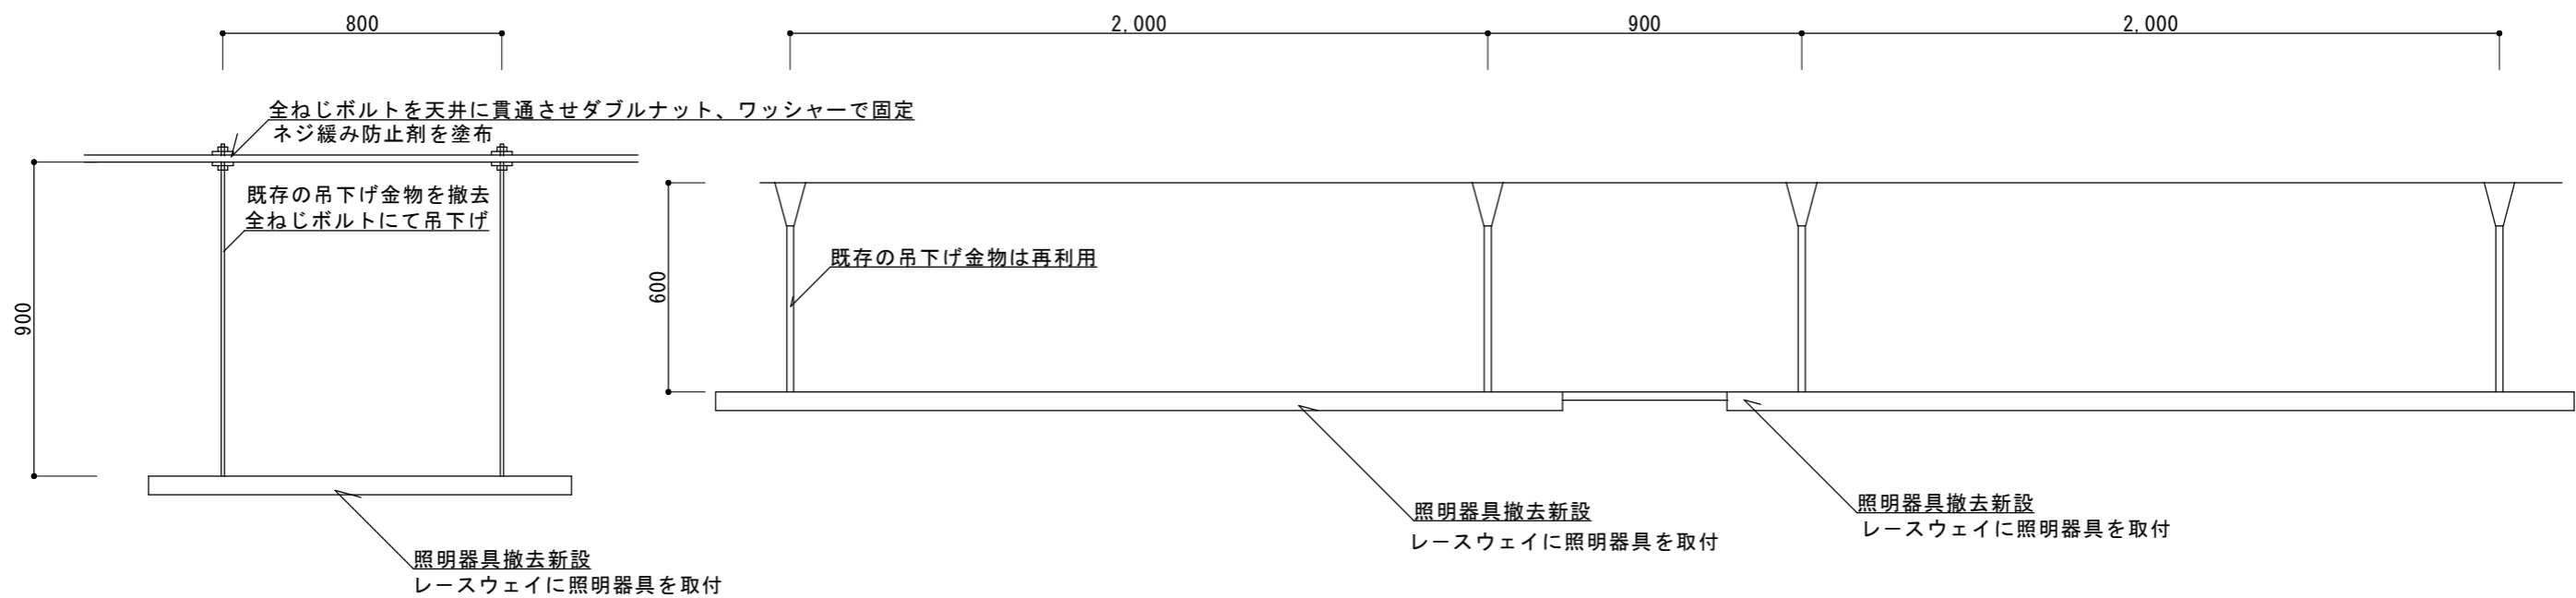 800
2,000
900
2,000
全ねじボルトを天井に貫通させダブルナット、ワッシャーで固定
ネジ緩み防止剤を塗布
既存の吊下げ金物を撤去
全ねじボルトにて吊下げ
900
600
既存の吊下げ金物は再利用
照明器具撤去新設
レースウェイに照明器具を取付
照明器具撤去新設
レースウェイに照明器具を取付
照明器具撤去新設
レースウェイに照明器具を取付